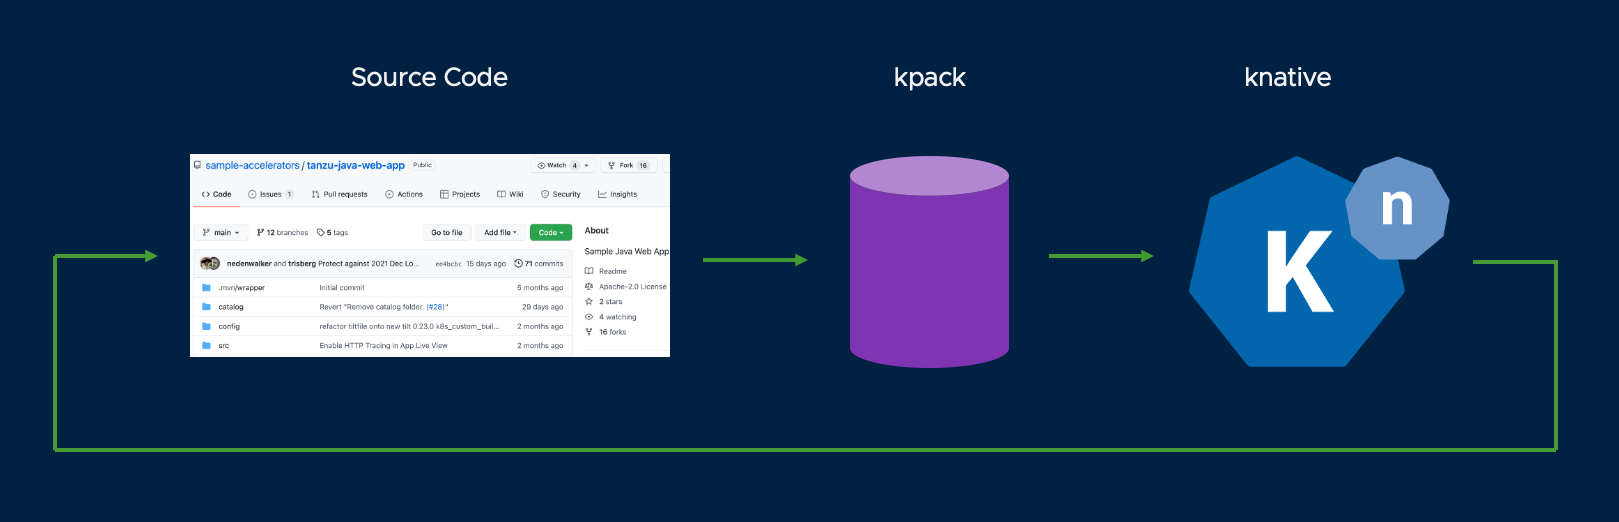 Source Code
kpack
knative
sample-accelerators / tanzu-java-web-app Public
Watch 4
Fork 16
Code
Issues 1
Pull requests
Actions
Projects
Wiki
Security
Insights
main
12 branches
5 tags
Go to file
Add file
Code
About
Sample Java Web App
nedenwalker and trisberg Protect against 2021 Dec Lo... ee4bcbc 15 days ago 71 commits
Readme
.mvn/wrapper Initial commit 5 months ago
Apache-2.0 License
catalog Revert "Remove catalog folder. (#26)" 29 days ago
2 stars
4 watching
config refactor tiltfile onto new tilt 0.23.0 k8s_custom_buil... 2 months ago
16 forks
src Enable HTTP Tracing in App Live View 2 months ago
K
n